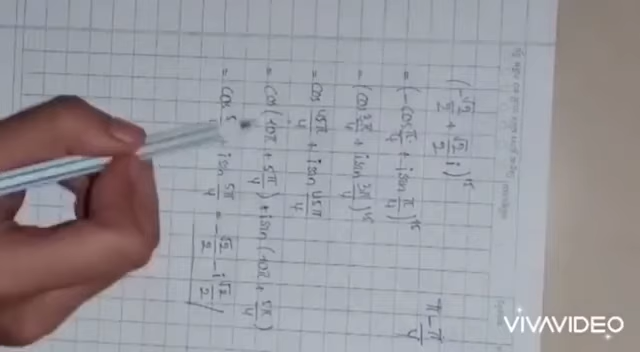 (-√2/2 + √2/2 i)^15
= (-cos π/4 + i sin π/4)^15
= (cos 3π/4 + i sin 3π/4)^15
= cos 45π/4 + i sin 45π/4
= cos(10π + 5π/4) + i sin(10π + 5π/4)
= cos 5 + i sin 5π/4 = -√2/2 - i √2/2
π - π/4
VIVAVIDEO